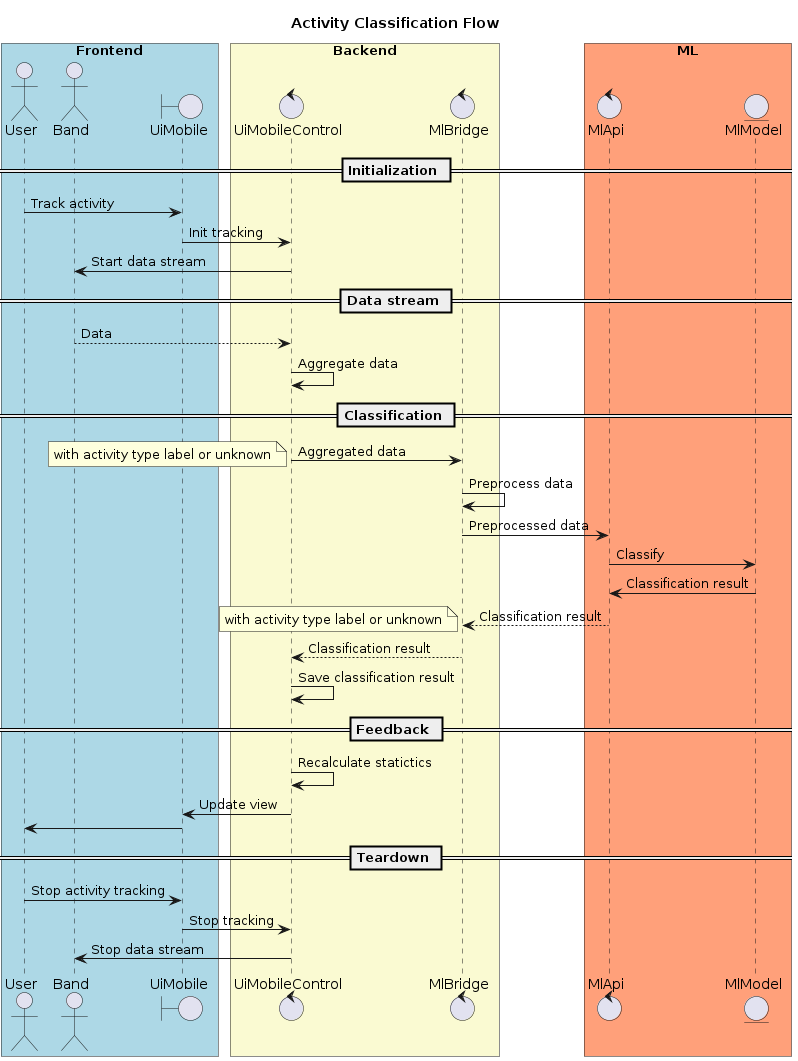 Activity Classification Flow
Frontend
Backend
ML
User
Band
UiMobile
UiMobileControl
MlBridge
MlApi
MlModel
Initialization
Track activity
Init tracking
Start data stream
Data stream
Data
Aggregate data
Classification
with activity type label or unknown
Aggregated data
Preprocess data
Preprocessed data
Classify
Classification result
with activity type label or unknown
Classification result
Classification result
Save classification result
Feedback
Recalculate statictics
Update view
Teardown
Stop activity tracking
Stop tracking
Stop data stream
User
Band
UiMobile
UiMobileControl
MlBridge
MlApi
MlModel